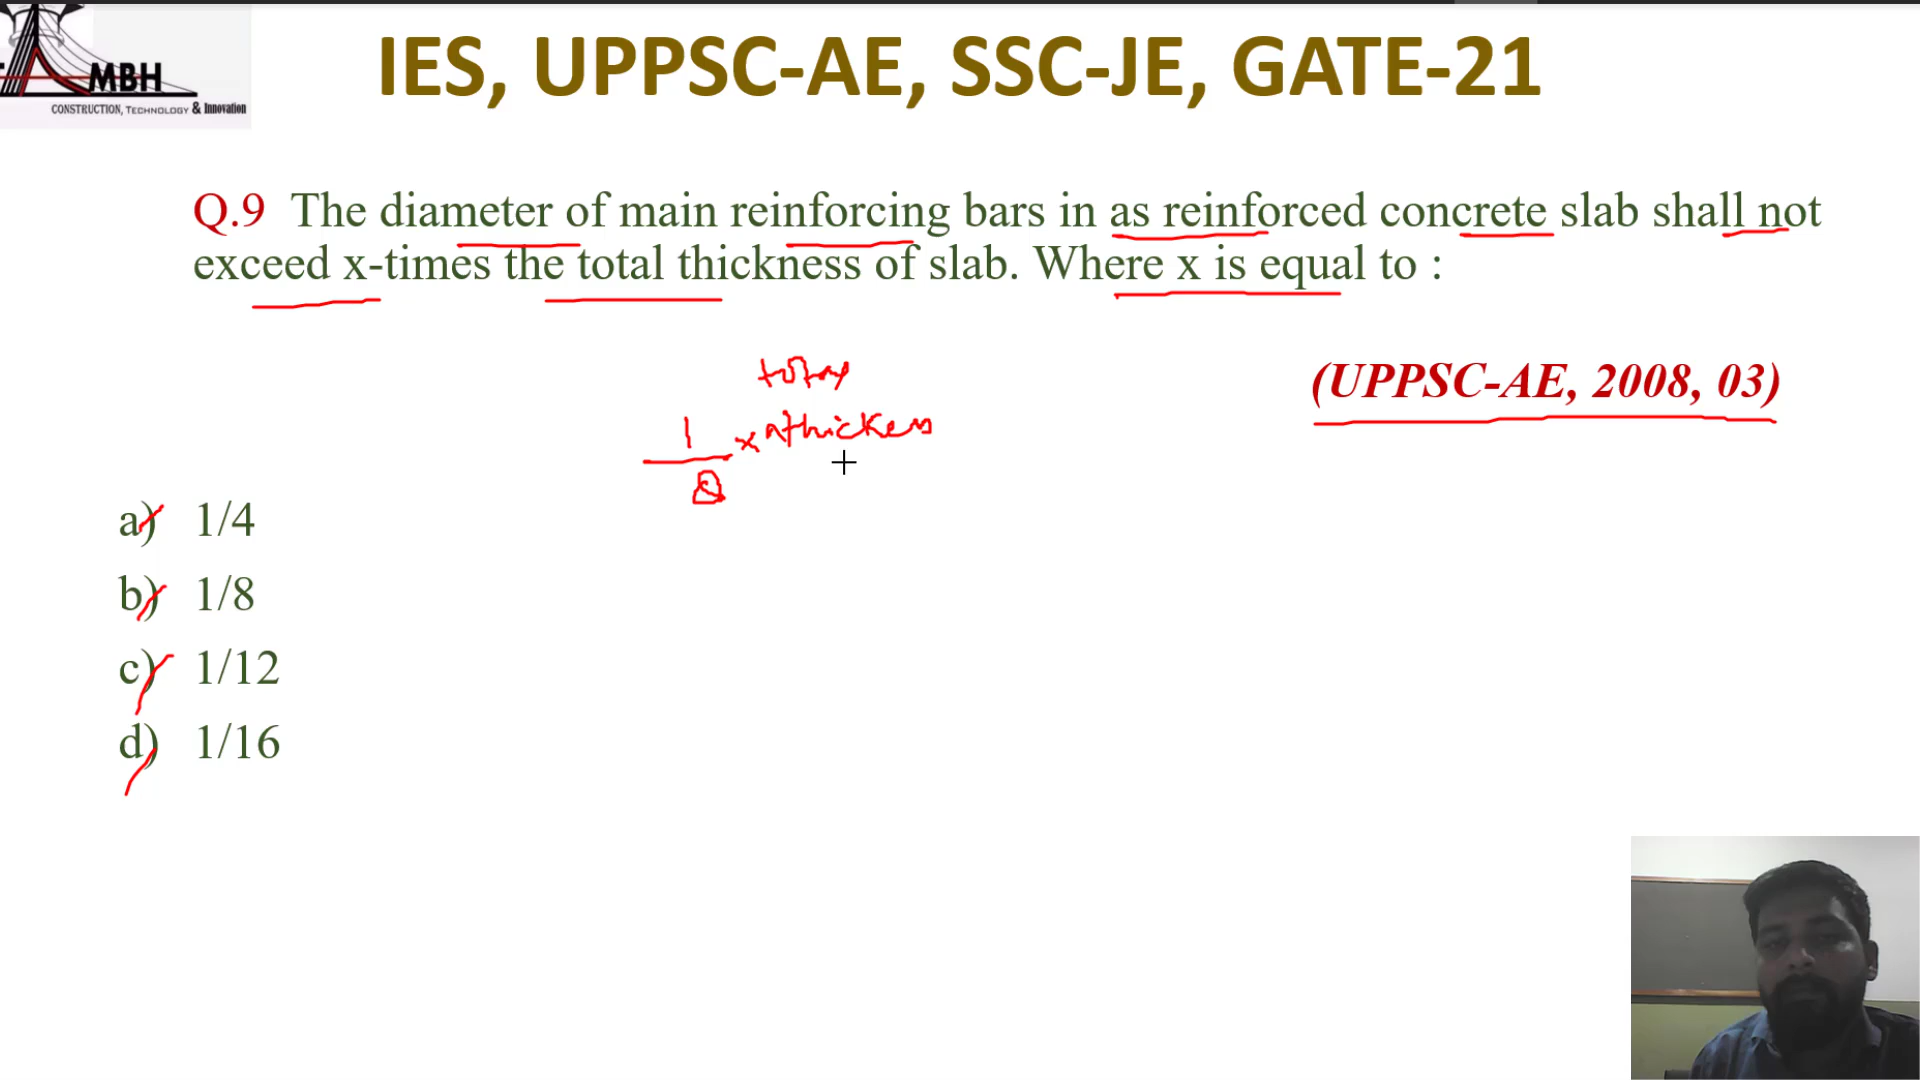 MBH
CONSTRUCTION, TECHNOLOGY & Innovation
IES, UPPSC-AE, SSC-JE, GATE-21
Q.9 The diameter of main reinforcing bars in as reinforced concrete slab shall not
exceed x-times the total thickness of slab. Where x is equal to :
(UPPSC-AE, 2008, 03)
total
1
x
8
a) 1/4
b) 1/8
c) 1/12
d) 1/16